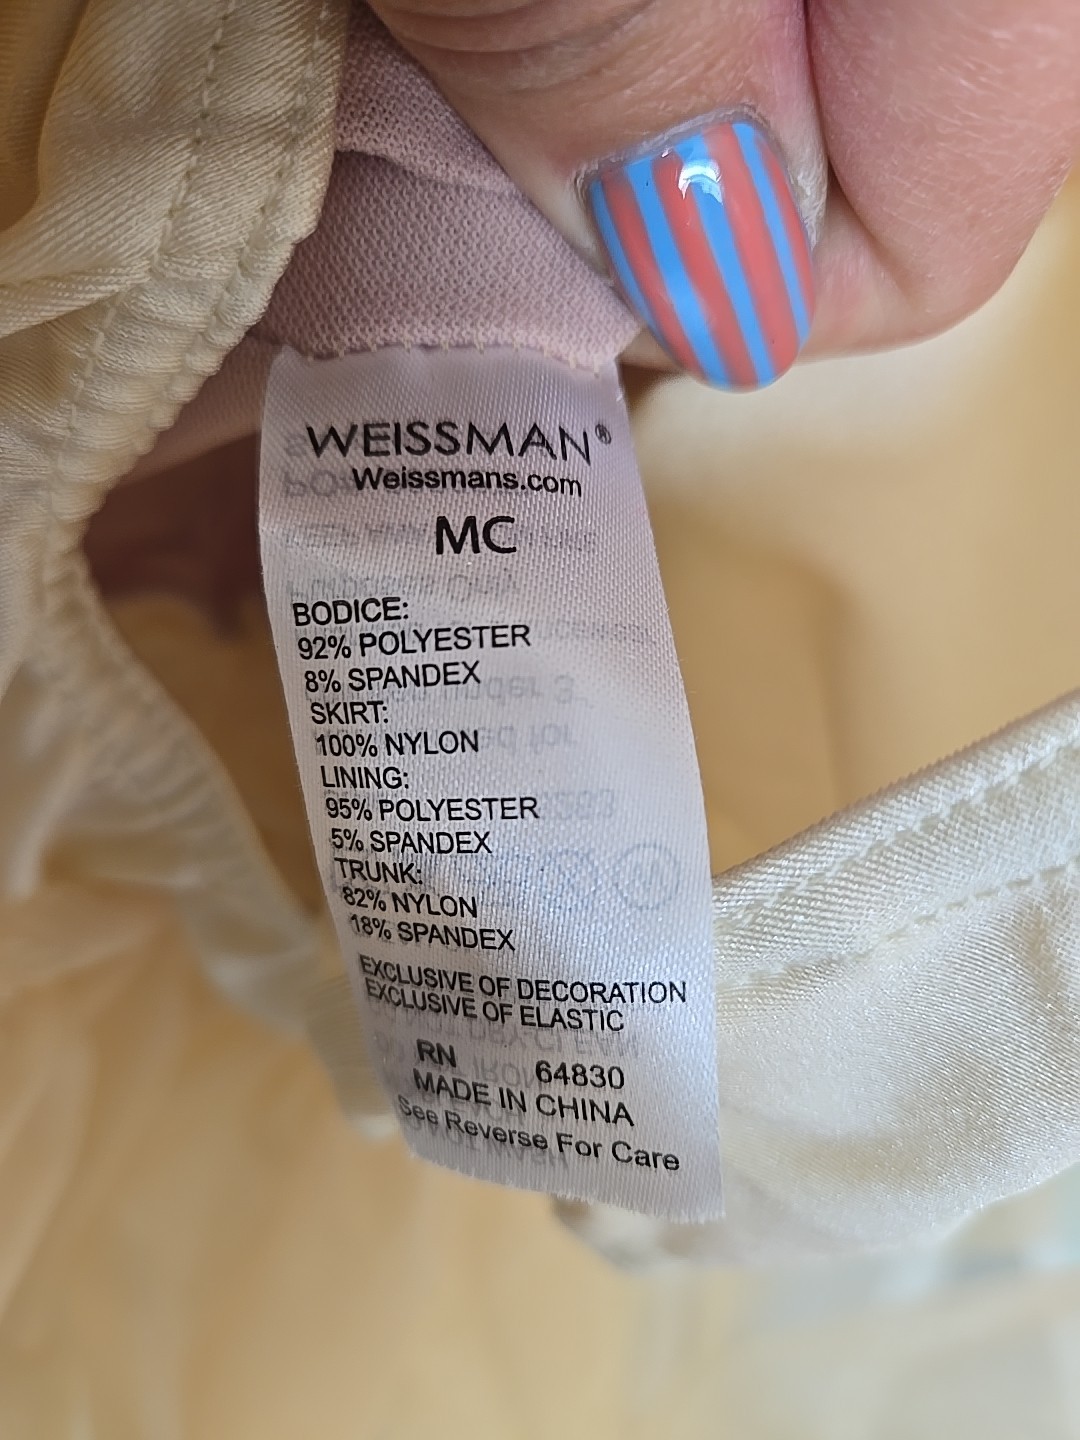 WEISSMAN®
Weissmans.com
MC
BODICE:
92% POLYESTER
8% SPANDEX
SKIRT:
100% NYLON
LINING:
95% POLYESTER
5% SPANDEX
TRUNK:
82% NYLON
18% SPANDEX
EXCLUSIVE OF DECORATION
EXCLUSIVE OF ELASTIC
RN 64830
MADE IN CHINA
See Reverse For Care